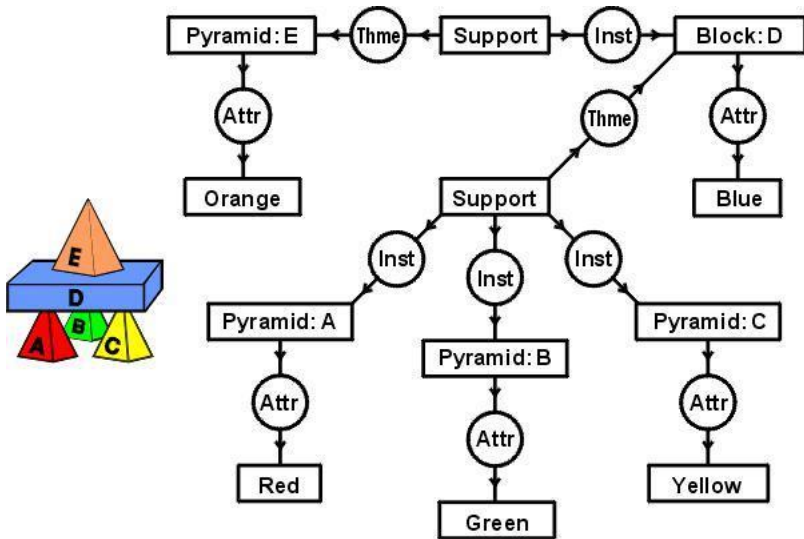 Pyramid: E Thme Support Inst Block: D
Attr Thme Attr
Orange Support Blue
E
D
A B C
Inst Inst Inst
Pyramid: A Pyramid: B Pyramid: C
Attr Attr Attr
Red Green Yellow